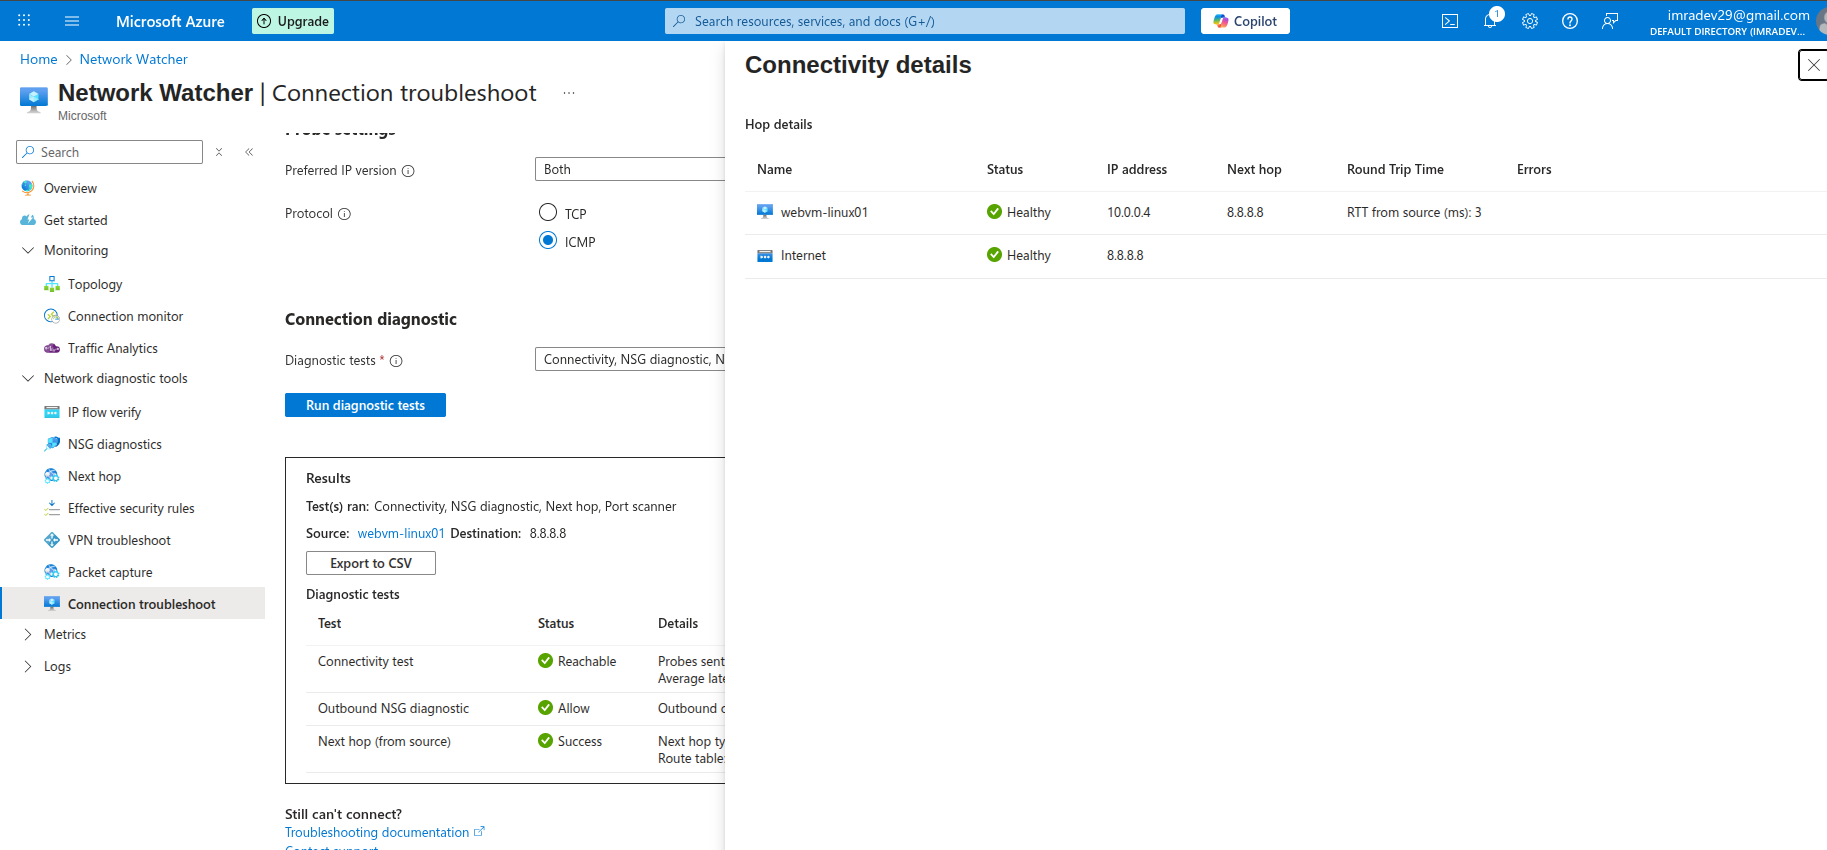 Microsoft Azure
Upgrade
Search resources, services, and docs (G+/)
Copilot
1
imradev29@gmail.com
DEFAULT DIRECTORY (IMRADEV...
Home > Network Watcher
Network Watcher | Connection troubleshoot ...
Microsoft
Search
Overview
Get started
Monitoring
Topology
Connection monitor
Traffic Analytics
Network diagnostic tools
IP flow verify
NSG diagnostics
Next hop
Effective security rules
VPN troubleshoot
Packet capture
Connection troubleshoot
Metrics
Logs
Probe settings
Preferred IP version
Both
Protocol
TCP
ICMP
Connection diagnostic
Diagnostic tests *
Connectivity, NSG diagnostic, N
Run diagnostic tests
Results
Test(s) ran: Connectivity, NSG diagnostic, Next hop, Port scanner
Source: webvm-linux01 Destination: 8.8.8.8
Export to CSV
Diagnostic tests
Test Status Details
Connectivity test Reachable Probes sent
Average late
Outbound NSG diagnostic Allow Outbound c
Next hop (from source) Success Next hop ty
Route table:
Still can't connect?
Troubleshooting documentation
Contact support
Connectivity details
Hop details
Name Status IP address Next hop Round Trip Time Errors
webvm-linux01 Healthy 10.0.0.4 8.8.8.8 RTT from source (ms): 3
Internet Healthy 8.8.8.8